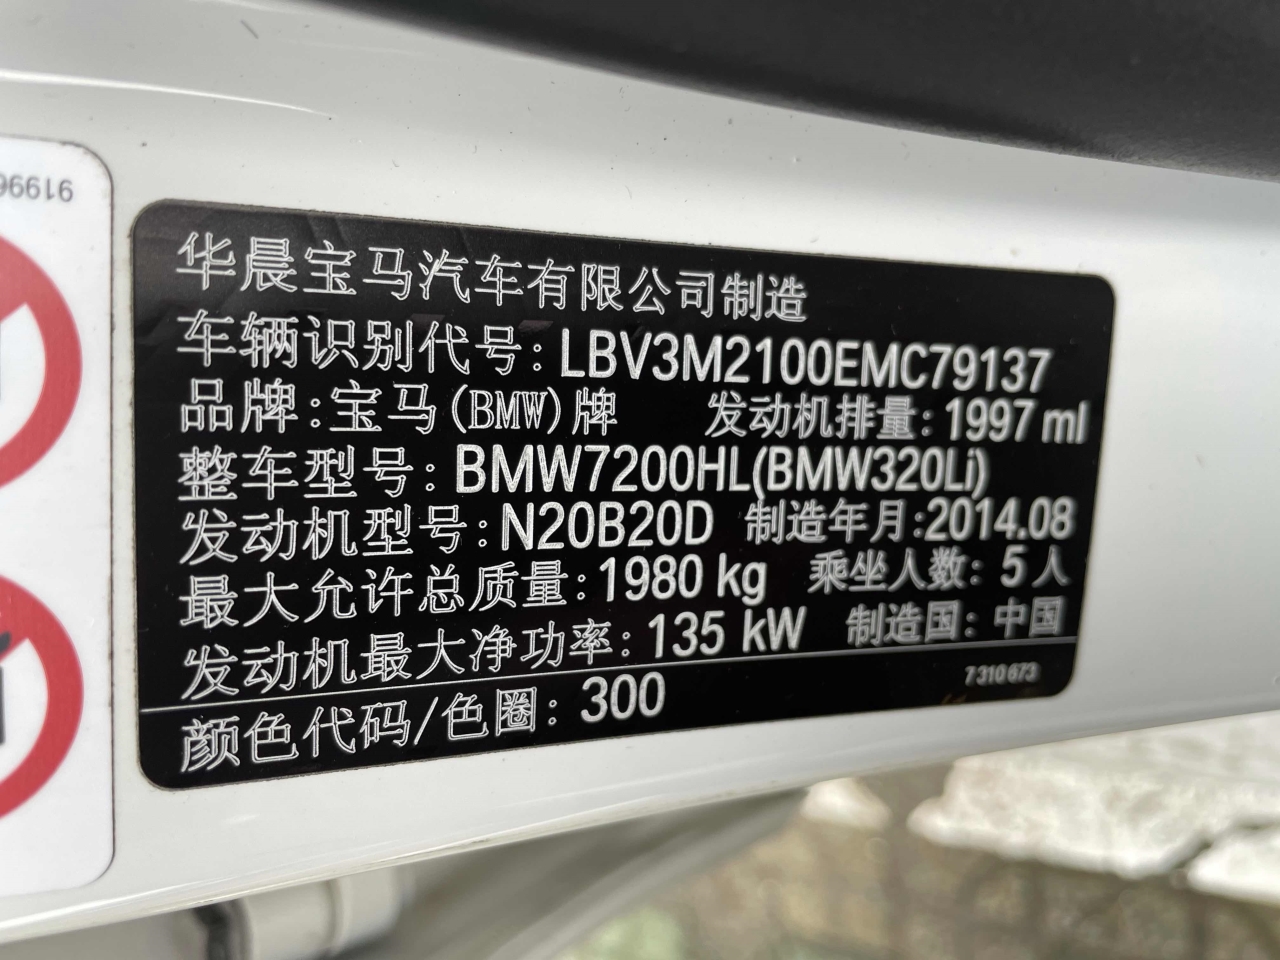 91996
华晨宝马汽车有限公司制造
车辆识别代号: LBV3M2100EMC79137
品牌: 宝马(BMW)牌 发动机排量: 1997 ml
整车型号: BMW7200HL(BMW320Li)
发动机型号: N20B20D 制造年月:2014.08
最大允许总质量: 1980 kg 乘坐人数: 5人
发动机最大净功率: 135 kW 制造国: 中国
7310673
颜色代码/色圈: 300